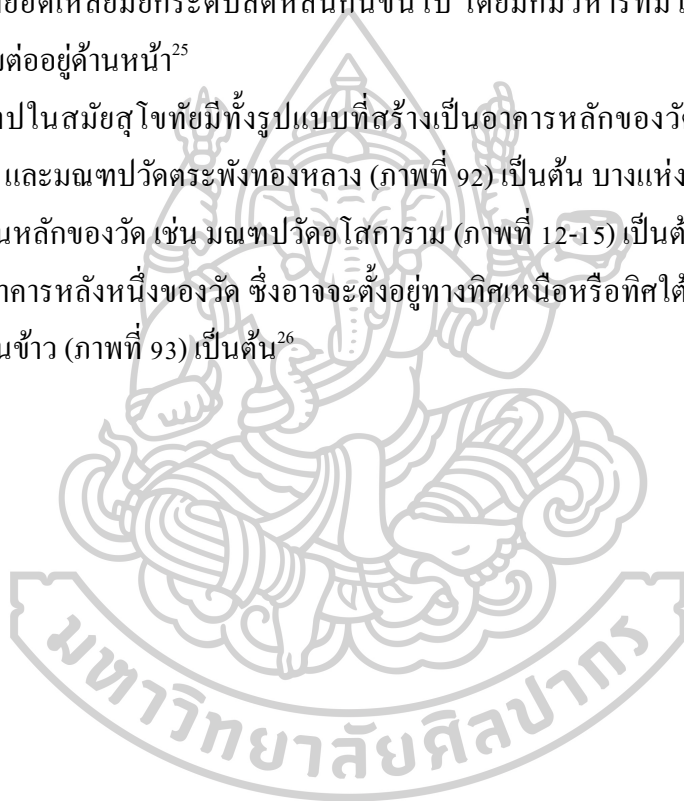 ยอดเหลี่ยมยกระดับลดหลั่นกันขึ้นไป โดยมักมีวิหารที่มี
ต่ออยู่ด้านหน้า25
ในสมัยสุโขทัยมีทั้งรูปแบบที่สร้างเป็นอาคารหลักของ
และมณฑปวัดตระพังทองหลาง (ภาพที่ 92) เป็นต้น บางแห่ง
หลักของวัด เช่น มณฑปวัดอโสการาม (ภาพที่ 12-15) เป็น
อาคารหลังหนึ่งของวัด ซึ่งอาจจะตั้งอยู่ทางทิศเหนือหรือทิศใต้
ข้าว (ภาพที่ 93) เป็นต้น26
มหาวิทยาลัยศิลปากร